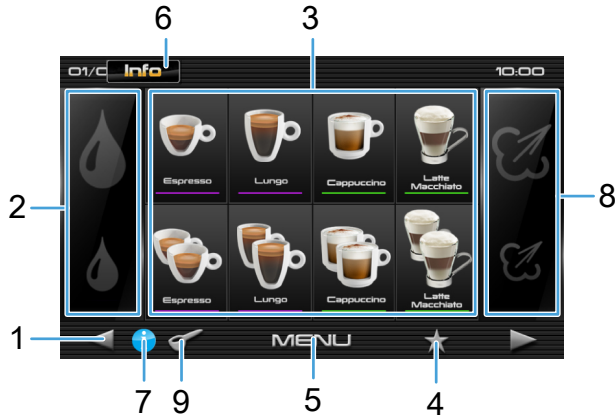 6 3
01/0 Info 10:00
2 8
Espresso Lungo Cappuccino Latte Macchiato
Espresso Lungo Cappuccino Latte Macchiato
1 MENU
7 9 5 4